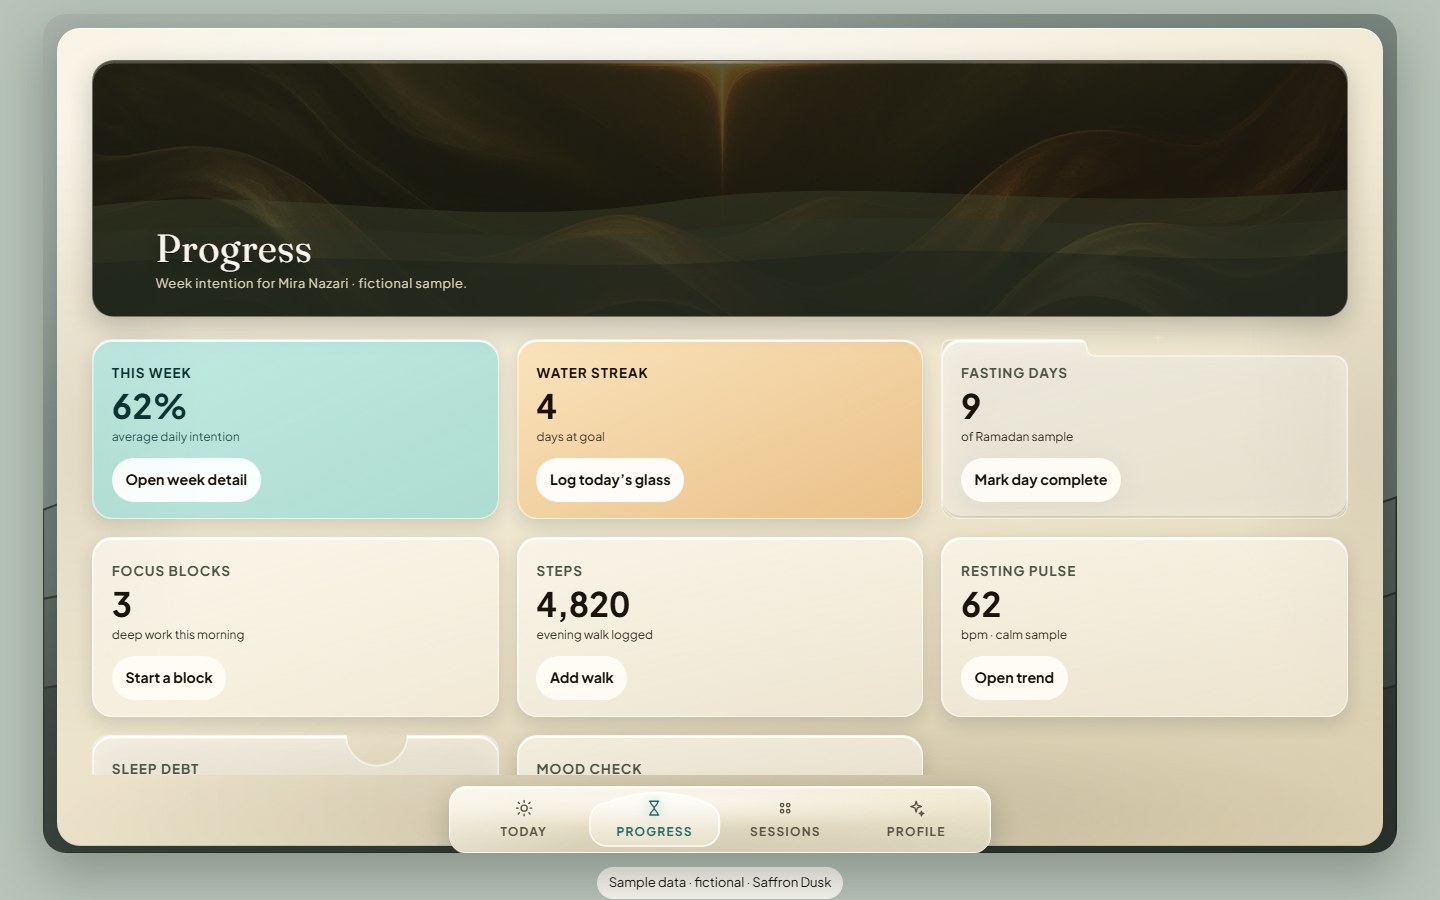 Progress
Week intention for Mira Nazari · fictional sample.
THIS WEEK
62%
average daily intention
Open week detail
WATER STREAK
4
days at goal
Log today’s glass
FASTING DAYS
9
of Ramadan sample
Mark day complete
FOCUS BLOCKS
3
deep work this morning
Start a block
STEPS
4,820
evening walk logged
Add walk
RESTING PULSE
62
bpm · calm sample
Open trend
SLEEP DEBT
MOOD CHECK
TODAY
PROGRESS
SESSIONS
PROFILE
Sample data · fictional · Saffron Dusk